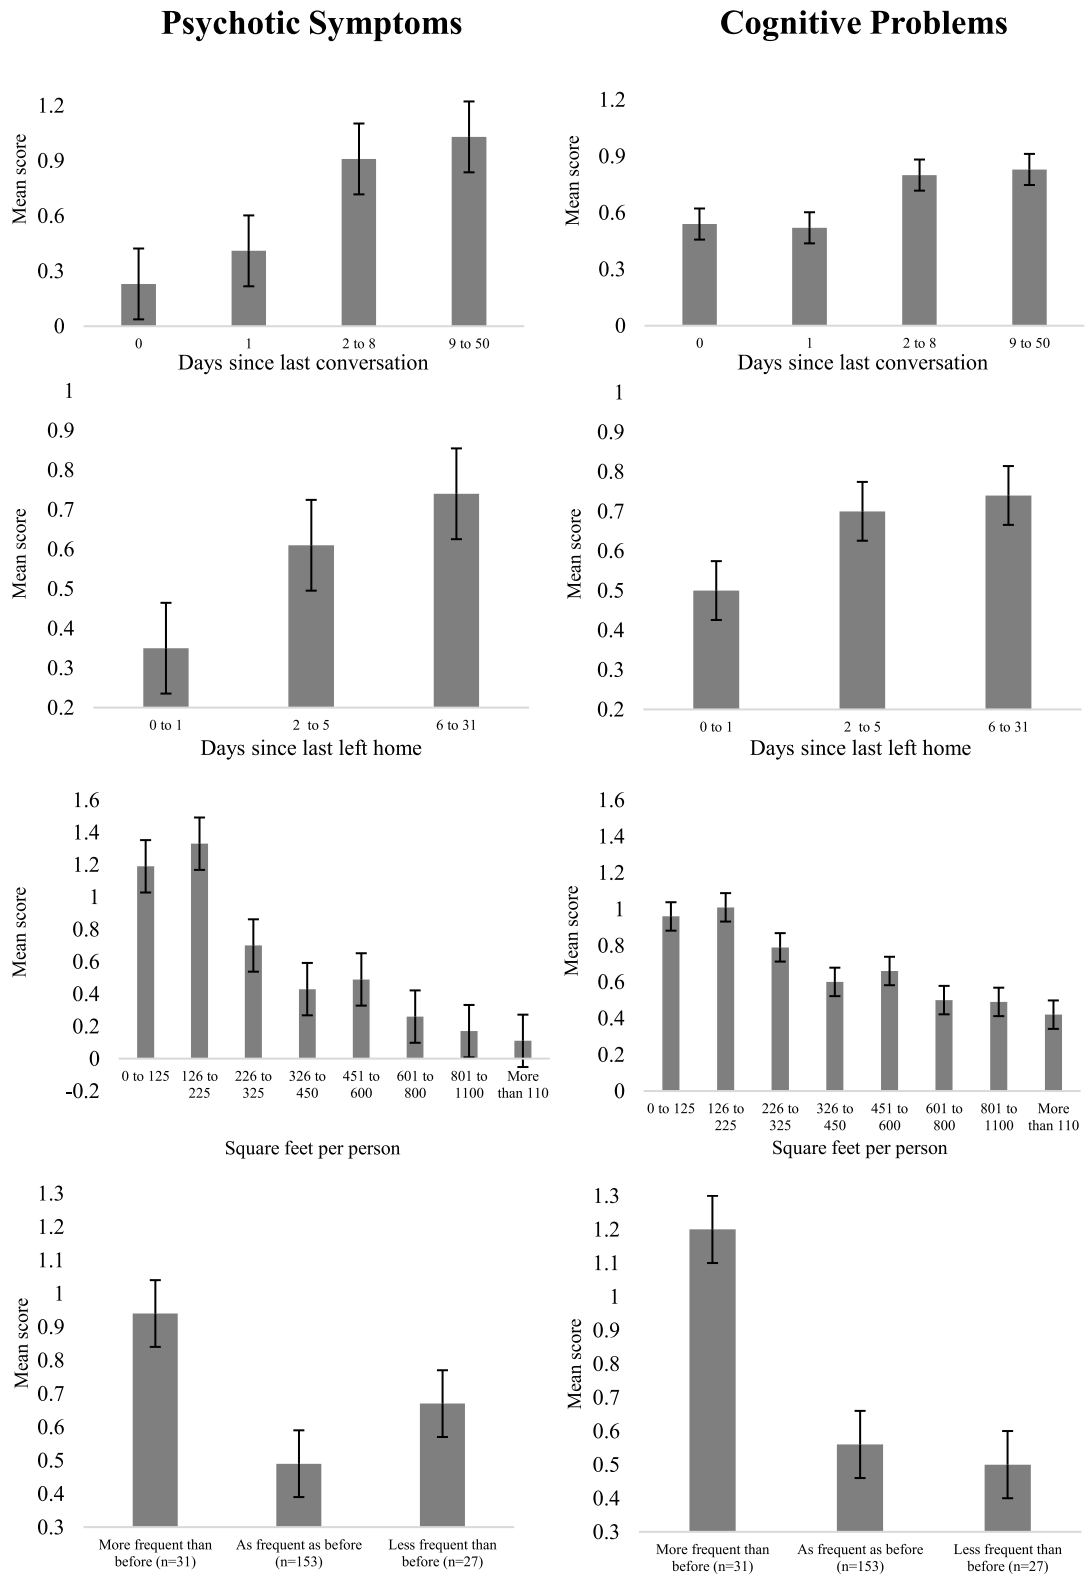 Psychotic Symptoms
Cognitive Problems
1.2
0.9
0.6
0.3
0
Mean score
0
1
2 to 8
9 to 50
Days since last conversation
1.2
0.9
0.6
0.3
0
Mean score
0
1
2 to 8
9 to 50
Days since last conversation
1
0.9
0.8
0.7
0.6
0.5
0.4
0.3
0.2
Mean score
0 to 1
2 to 5
6 to 31
Days since last left home
1
0.9
0.8
0.7
0.6
0.5
0.4
0.3
0.2
Mean score
0 to 1
2 to 5
6 to 31
Days since last left home
1.6
1.4
1.2
1
0.8
0.6
0.4
0.2
0
-0.2
Mean score
0 to 125
126 to
225
226 to
325
326 to
450
451 to
600
601 to
800
801 to
1100
More
than 110
Square feet per person
1.6
1.4
1.2
1
0.8
0.6
0.4
0.2
0
Mean score
0 to 125
126 to
225
226 to
325
326 to
450
451 to
600
601 to
800
801 to
1100
More
than 110
Square feet per person
1.3
1.2
1.1
1
0.9
0.8
0.7
0.6
0.5
0.4
0.3
Mean score
More frequent than
before (n=31)
As frequent as before
(n=153)
Less frequent than
before (n=27)
1.3
1.2
1.1
1
0.9
0.8
0.7
0.6
0.5
0.4
0.3
Mean score
More frequent than
before (n=31)
As frequent as before
(n=153)
Less frequent than
before (n=27)